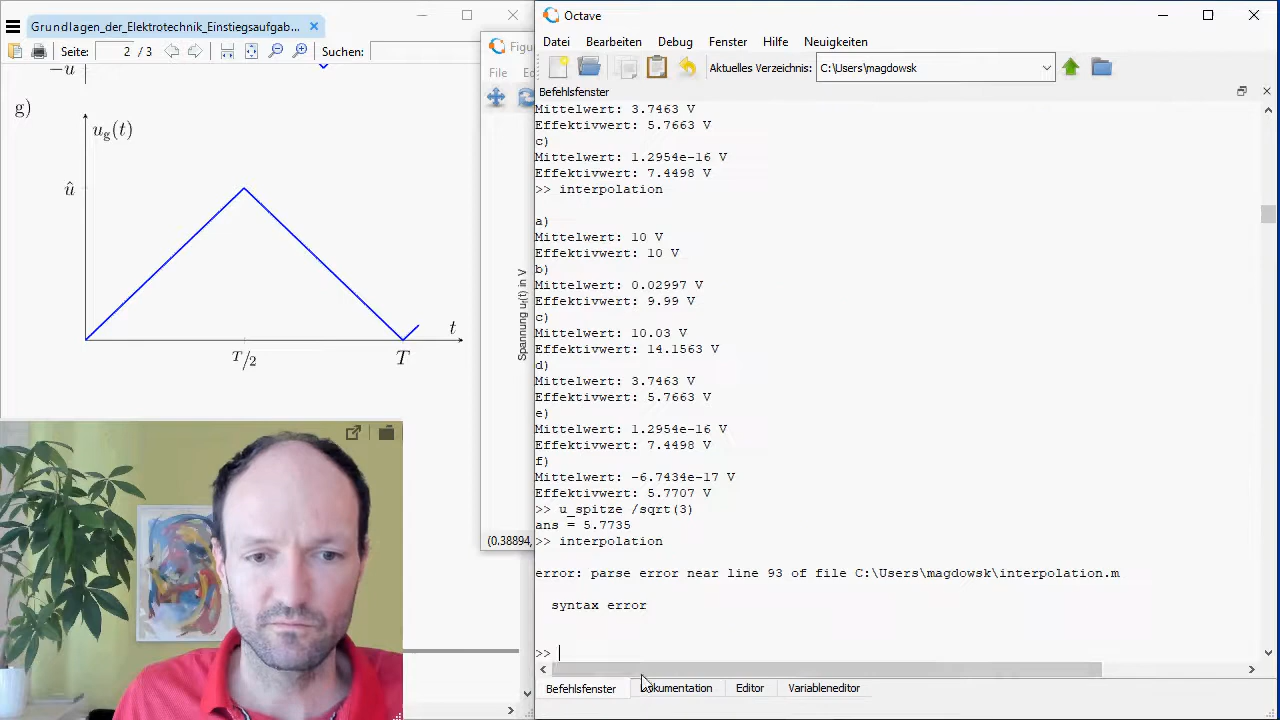 Grundlagen_der_Elektrotechnik_Einstiegsaufgab...
Seite: 2 / 3 Suchen:
−u
g)
u_g(t)
û
T/2
T
t
Figu
File Ed
Spannung u_f(t) in V
(0.38894,
Octave
Datei Bearbeiten Debug Fenster Hilfe Neuigkeiten
Aktuelles Verzeichnis: C:\Users\magdowsk
Befehlsfenster
Mittelwert: 3.7463 V
Effektivwert: 5.7663 V
c)
Mittelwert: 1.2954e-16 V
Effektivwert: 7.4498 V
>> interpolation
a)
Mittelwert: 10 V
Effektivwert: 10 V
b)
Mittelwert: 0.02997 V
Effektivwert: 9.99 V
c)
Mittelwert: 10.03 V
Effektivwert: 14.1563 V
d)
Mittelwert: 3.7463 V
Effektivwert: 5.7663 V
e)
Mittelwert: 1.2954e-16 V
Effektivwert: 7.4498 V
f)
Mittelwert: -6.7434e-17 V
Effektivwert: 5.7707 V
>> u_spitze /sqrt(3)
ans = 5.7735
>> interpolation
error: parse error near line 93 of file C:\Users\magdowsk\interpolation.m
syntax error
>>
Befehlsfenster Dokumentation Editor Variableneditor